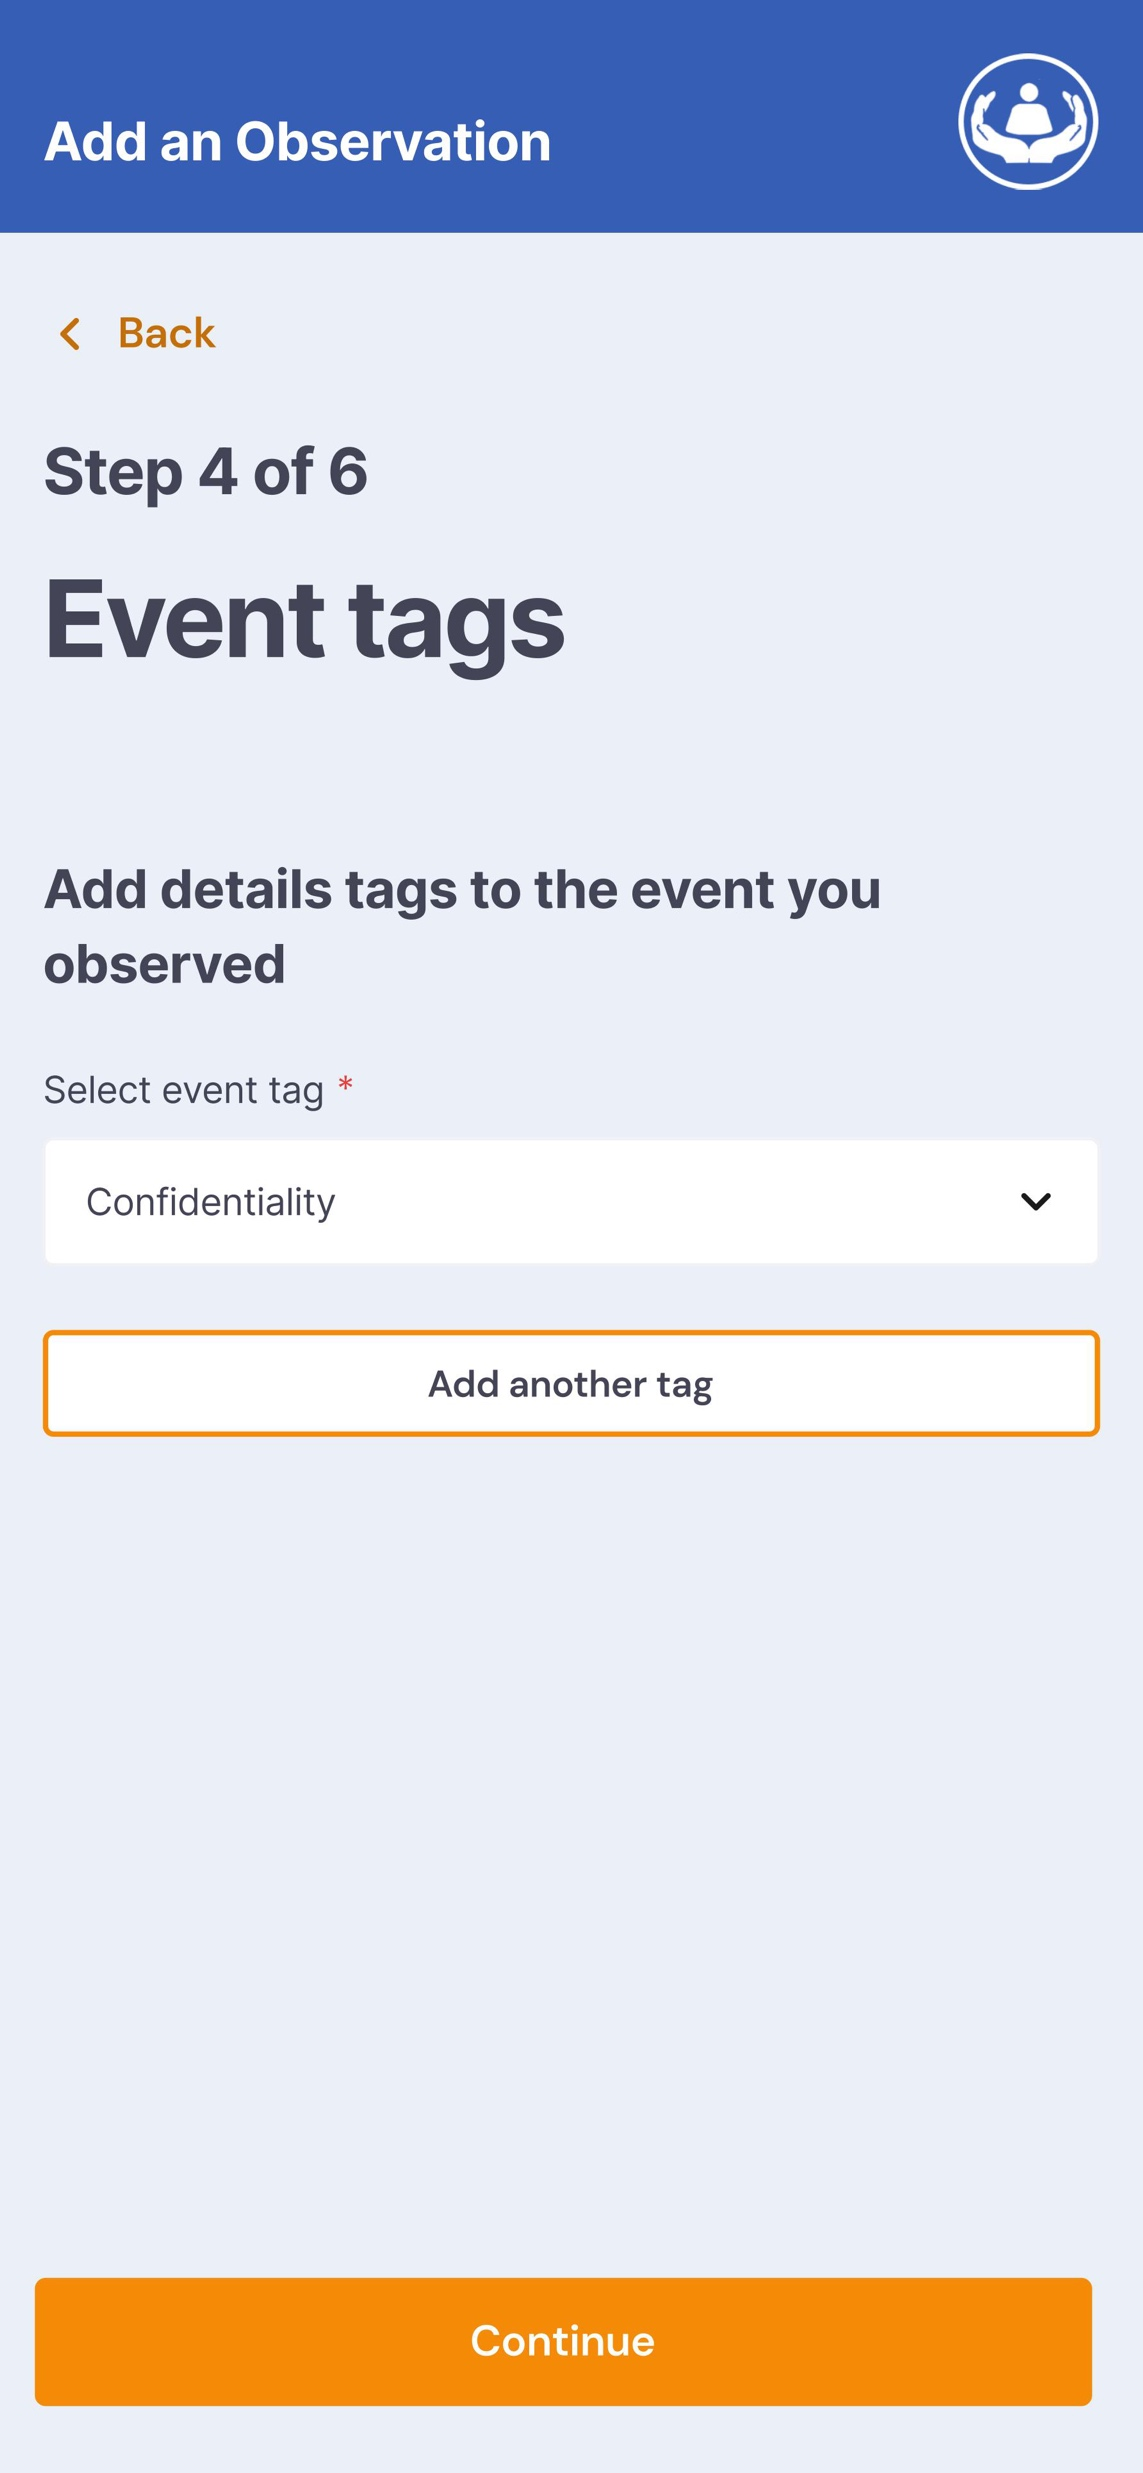 Add an Observation
Back
Step 4 of 6
Event tags
Add details tags to the event you
observed
Select event tag *
Confidentiality
Add another tag
Continue